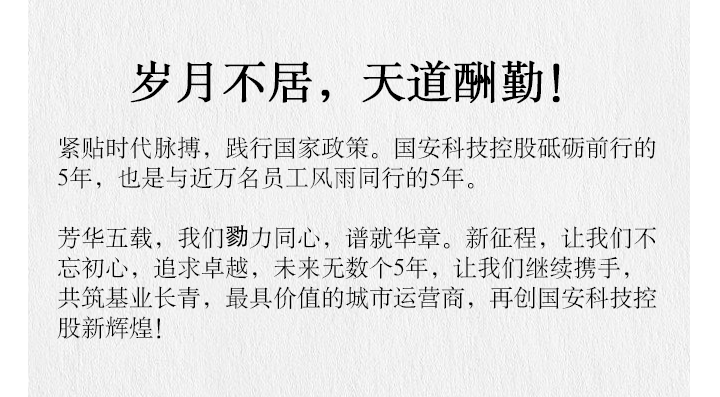 岁月不居，天道酬勤！
紧贴时代脉搏，践行国家政策。国安科技控股砥砺前行的
5年，也是与近万名员工风雨同行的5年。
芳华五载，我们勠力同心，谱就华章。新征程，让我们不
忘初心，追求卓越，未来无数个5年，让我们继续携手，
共筑基业长青，最具价值的城市运营商，再创国安科技控
股新辉煌！